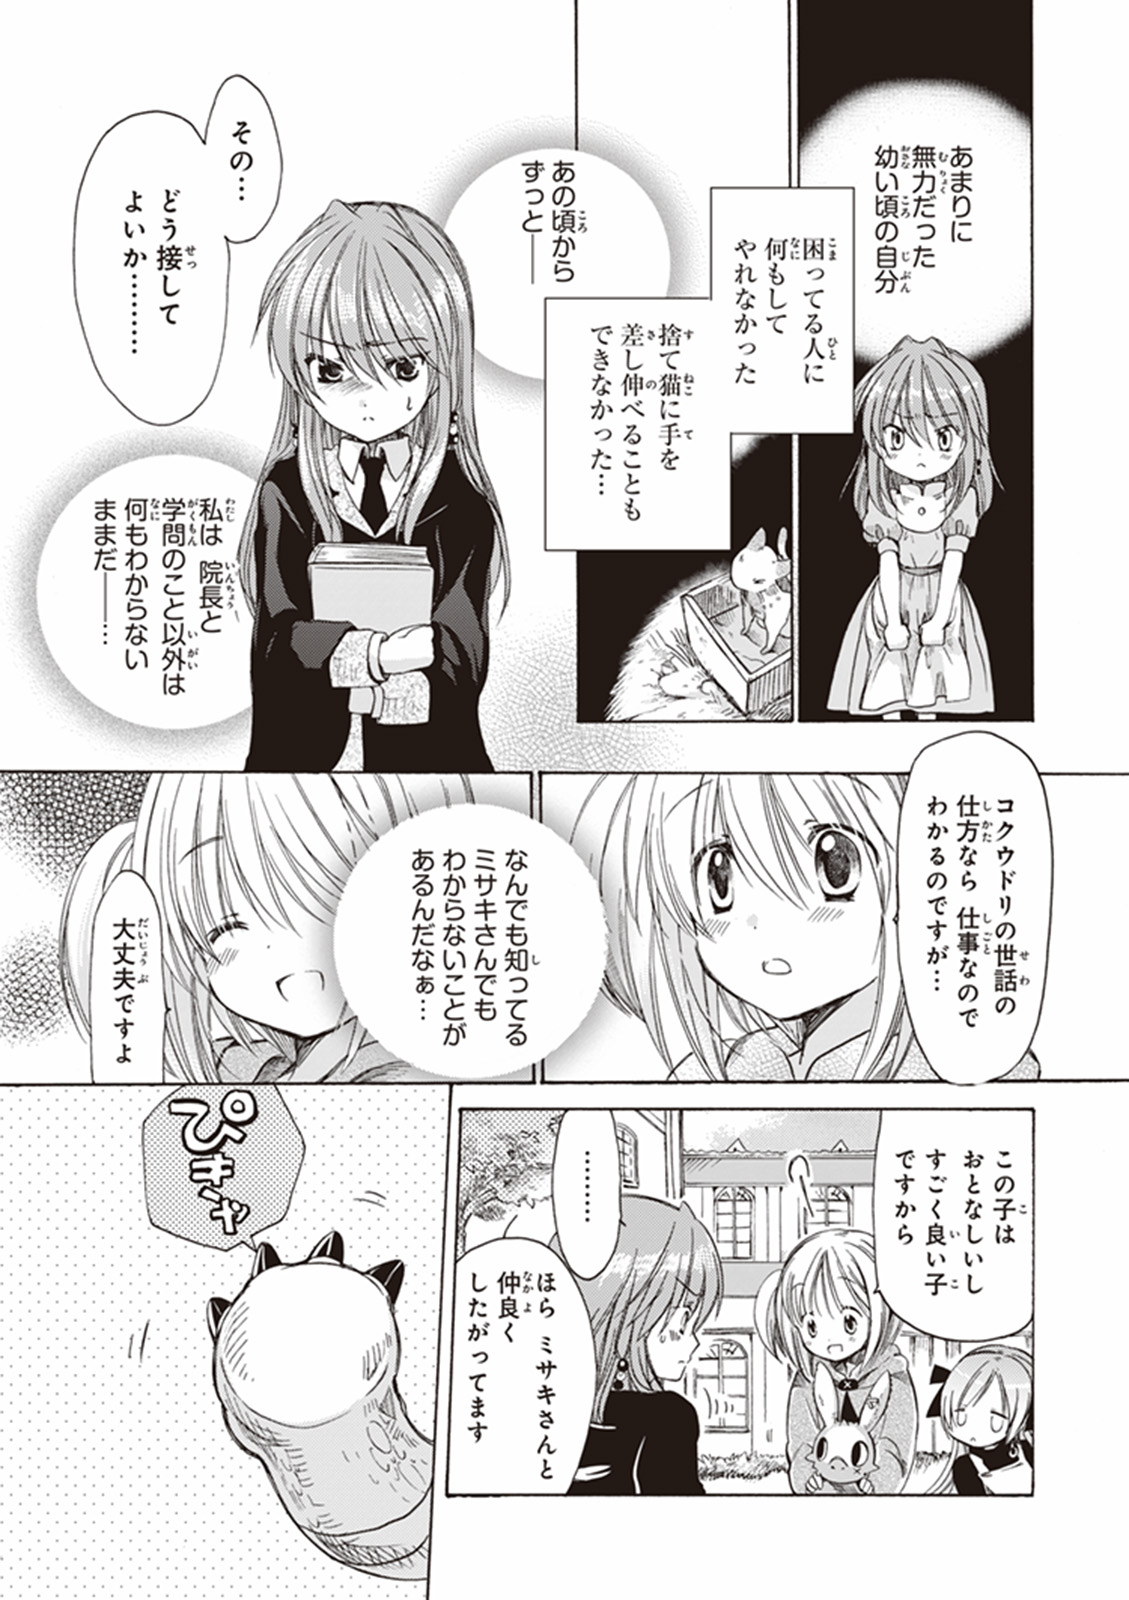 あまりに
無力だった
幼い頃の自分
困ってる人に
何もして
やれなかった
捨て猫に手を
差し伸べることも
できなかった…
あの頃から
ずっと――
その…
どう接して
よいか………
私は 院長と
学問のこと以外は
何もわからない
ままだ――…
コクウドリの世話の
仕方なら 仕事なので
わかるのですが…
なんでも知ってる
ミサキさんでも
わからないことが
あるんだなぁ…
大丈夫ですよ
この子は
おとなしいし
すごく良い子
ですから
………
ほら ミサキさんと
仲良く
したがってます
ぴきゃ